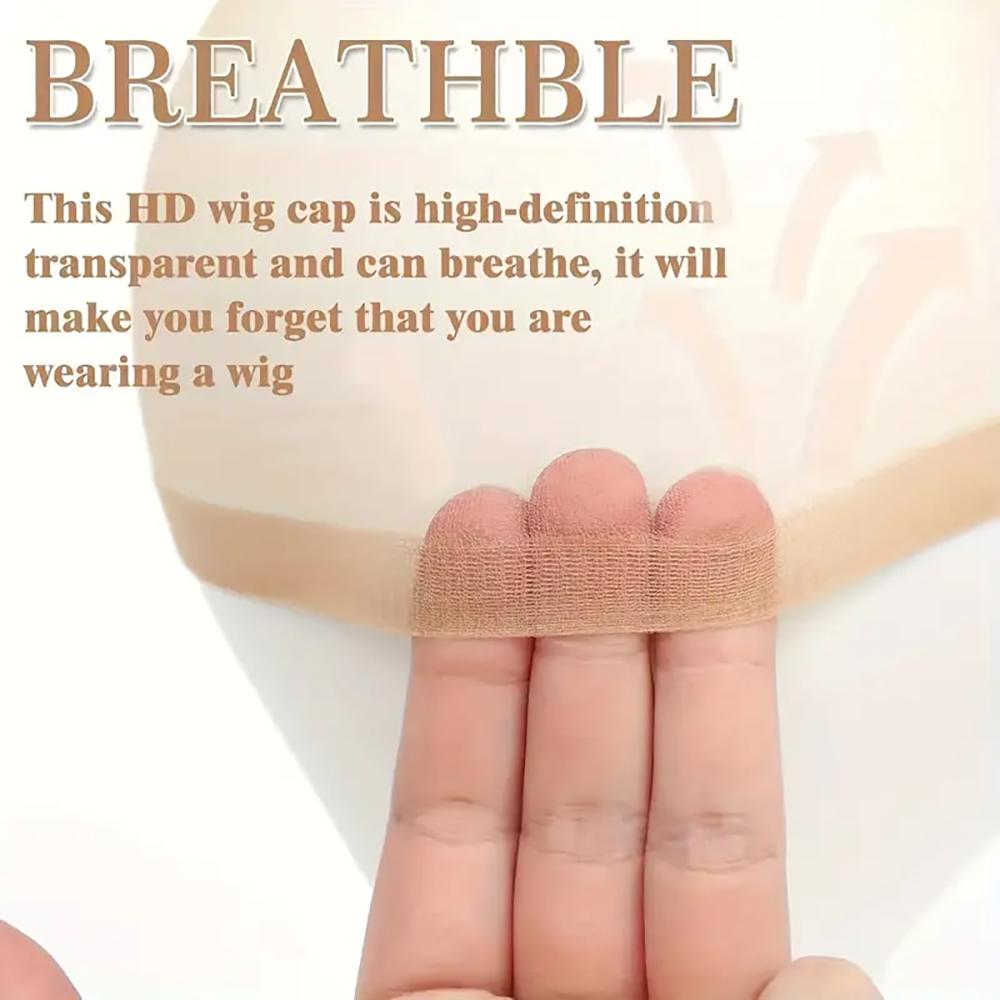 BREATHBLE
This HD wig cap is high-definition
transparent and can breathe, it will
make you forget that you are
wearing a wig